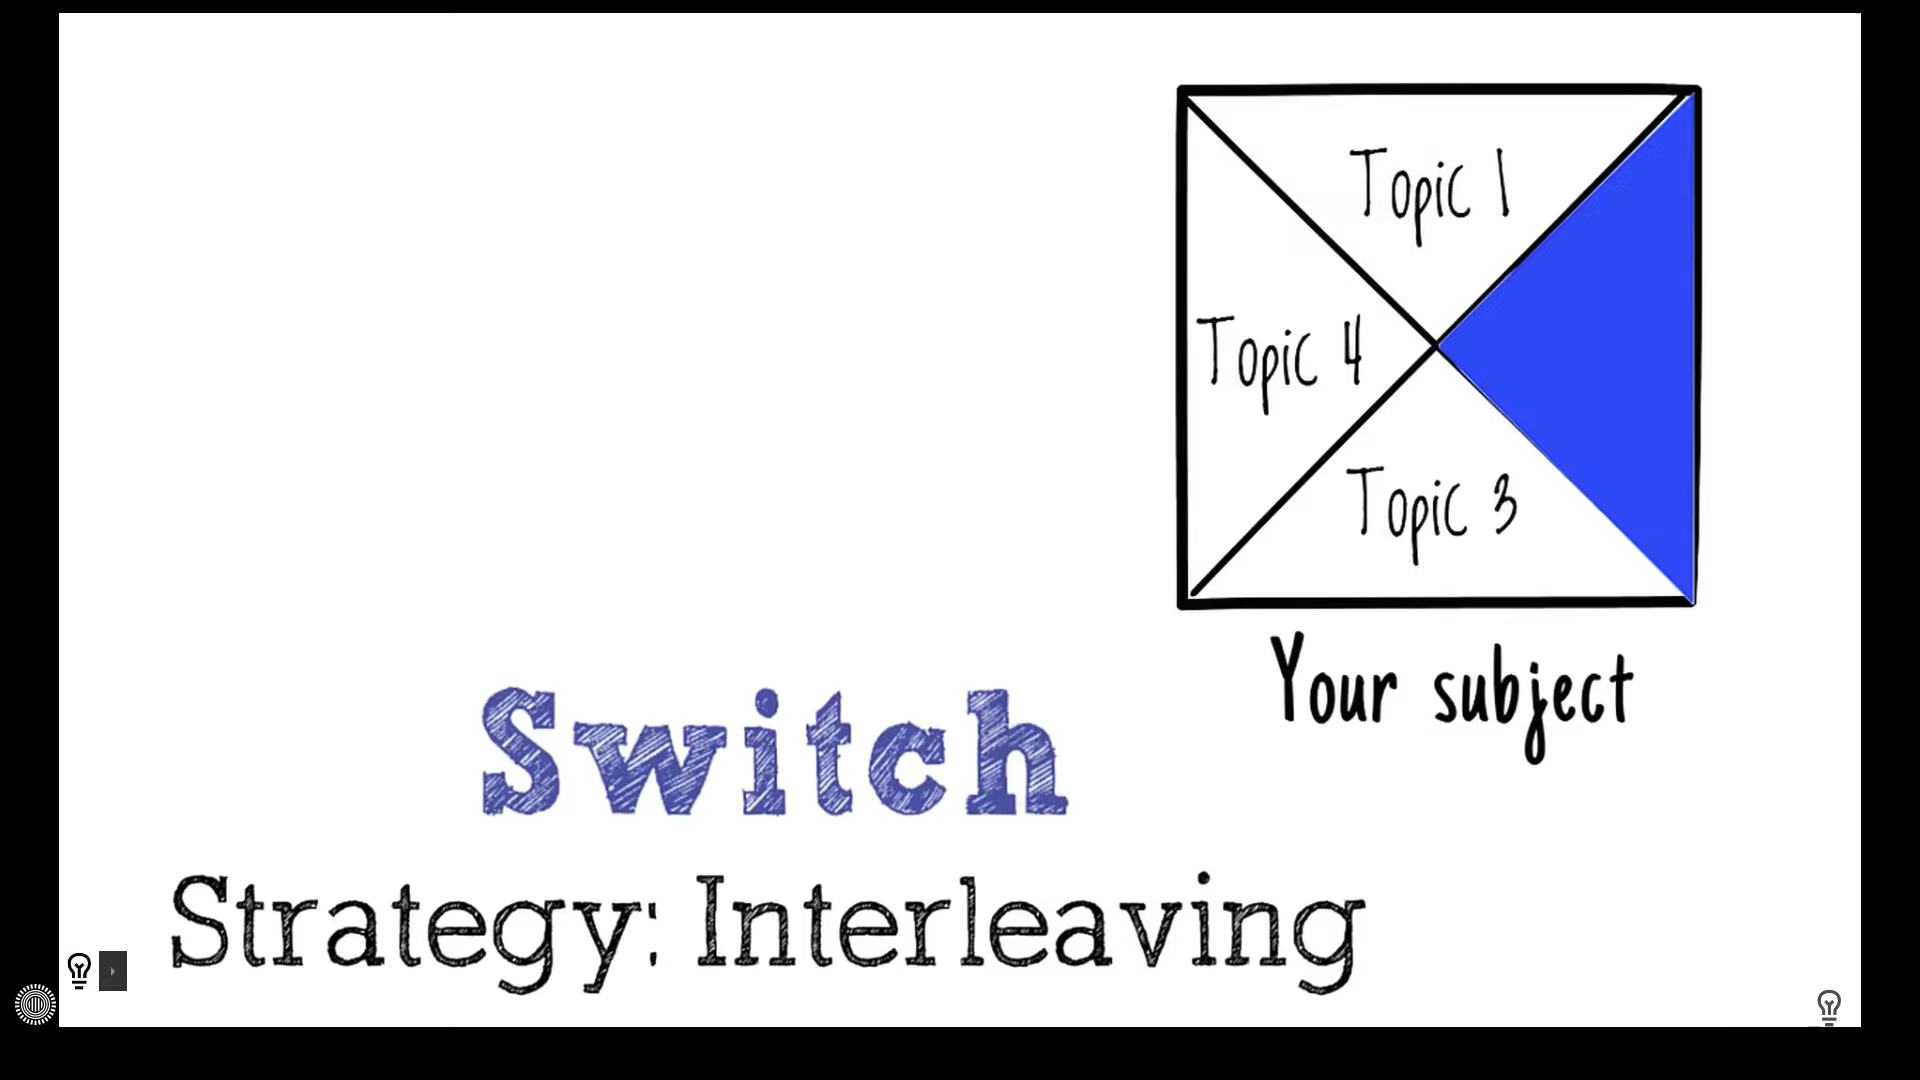 Topic 1
Topic 4
Topic 3
Your subject
Switch
Strategy: Interleaving